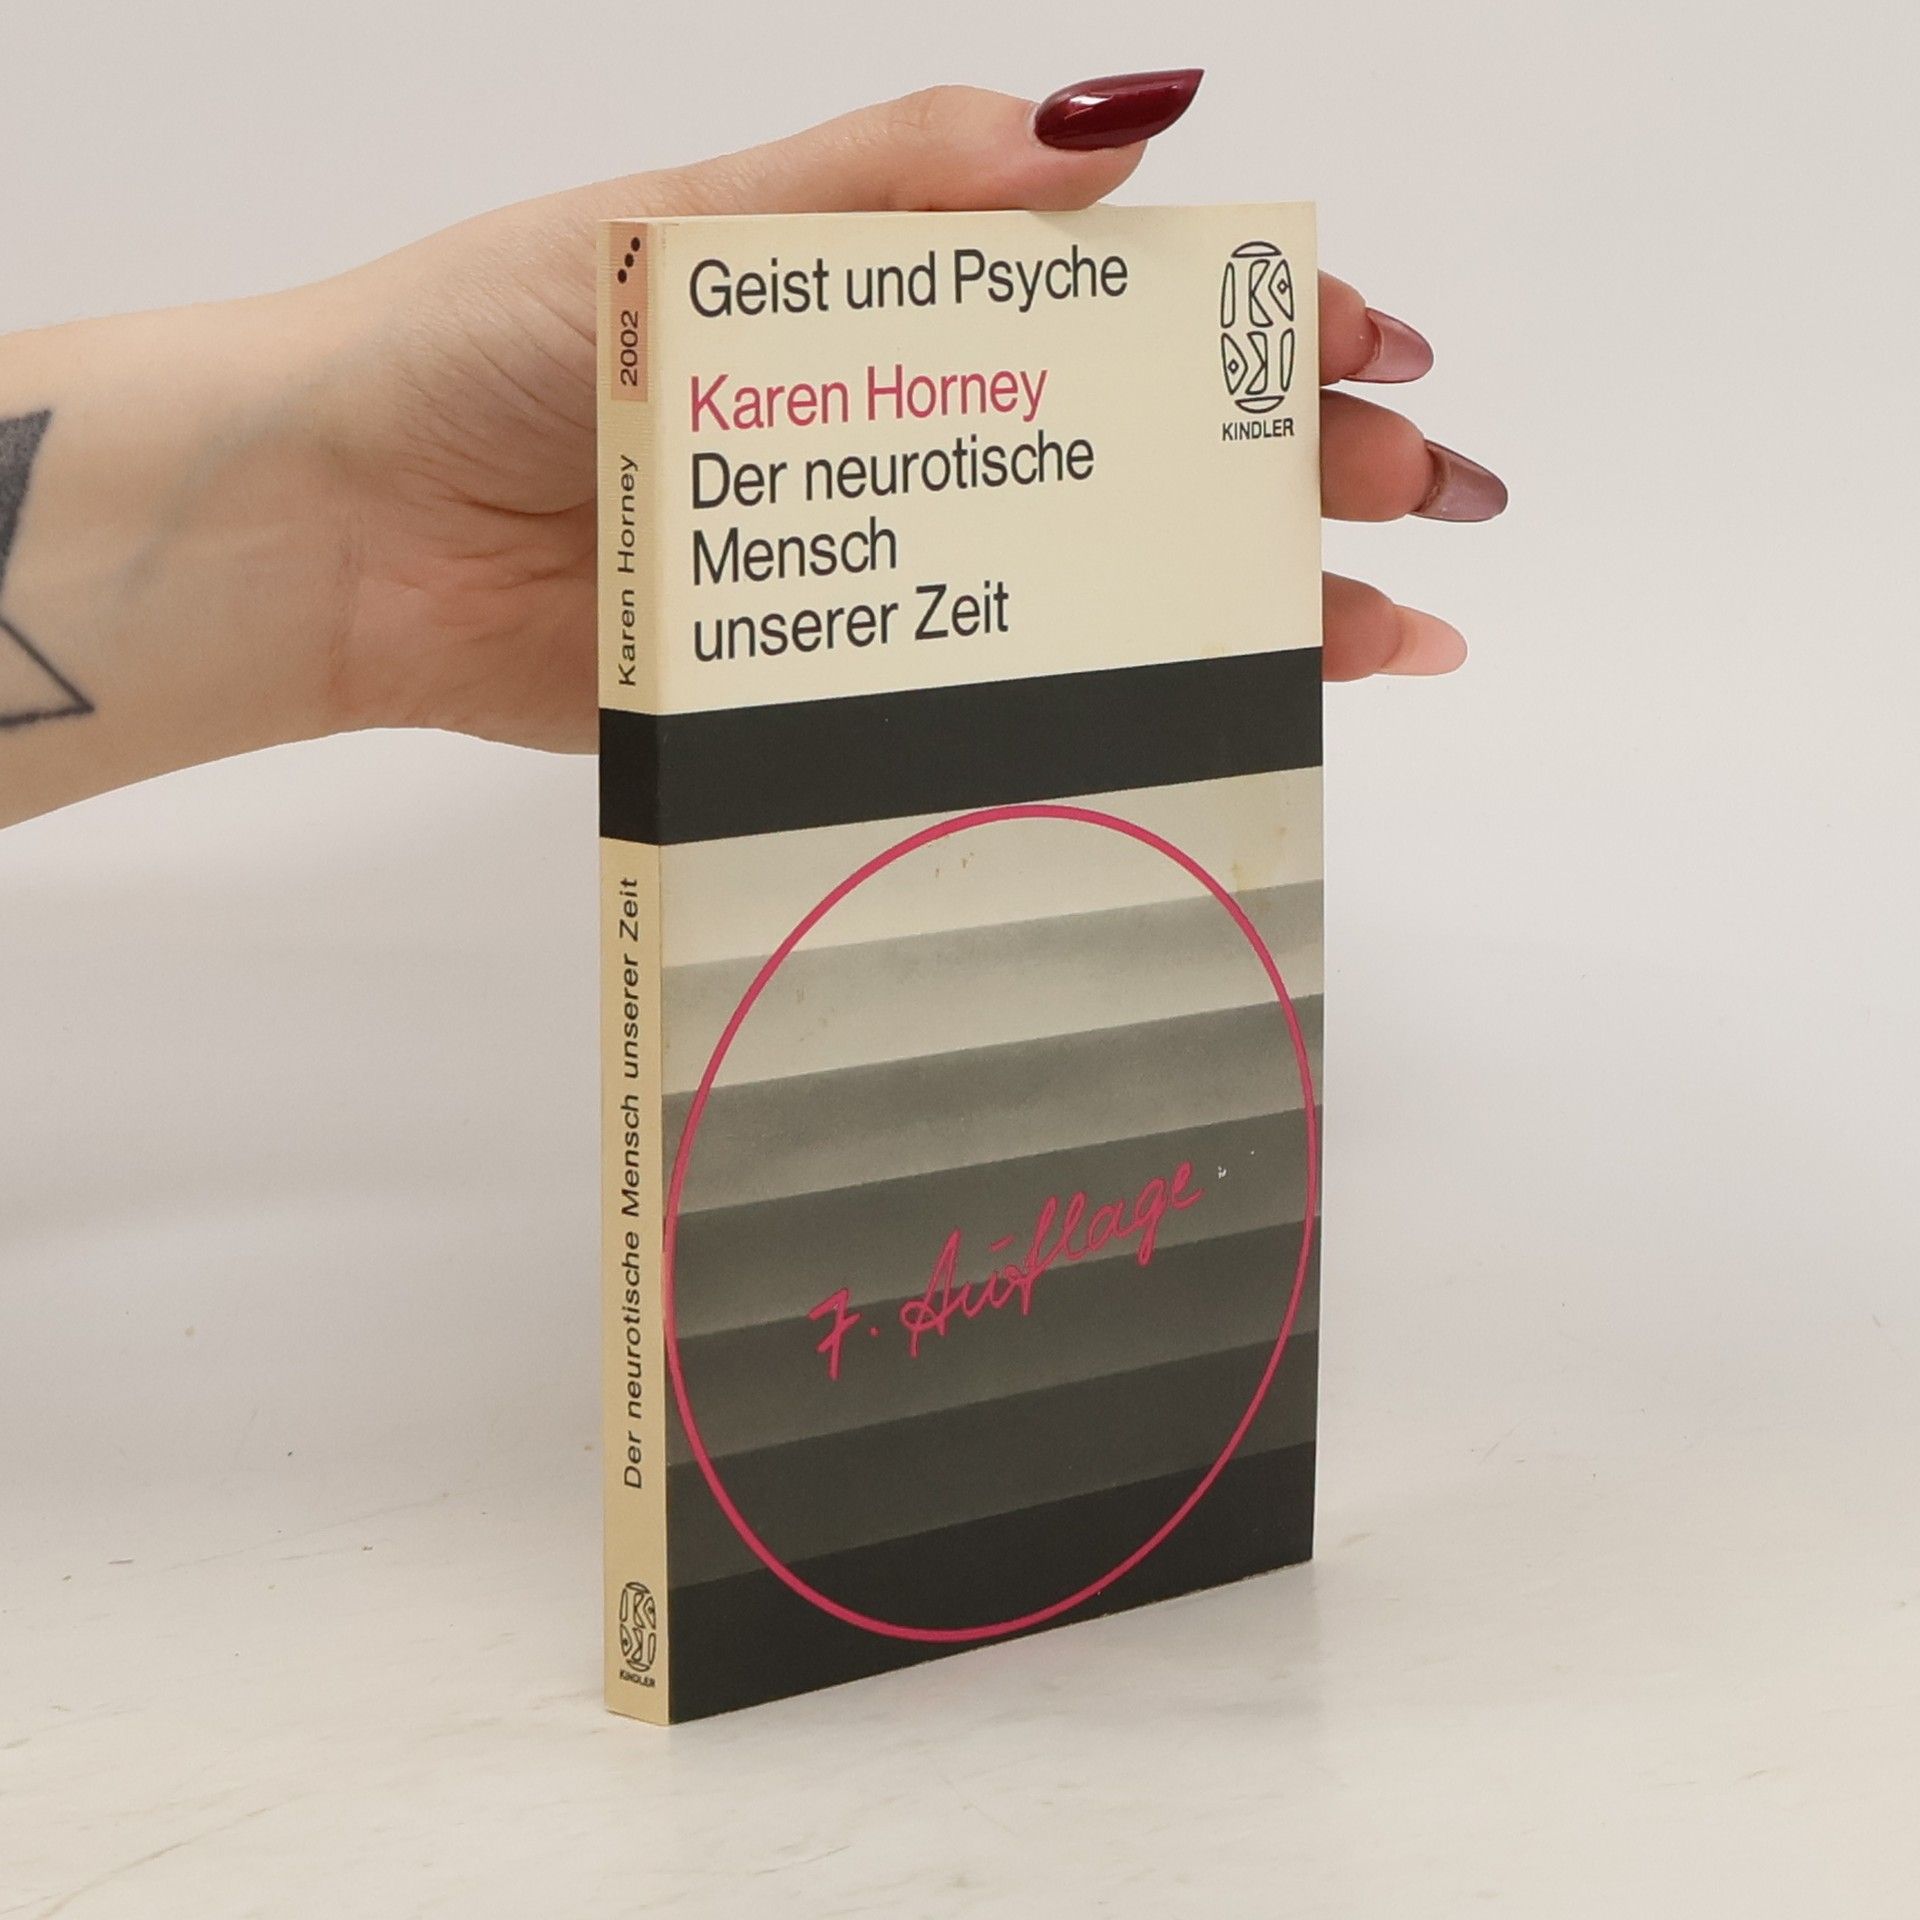 Geist und Psyche
Karen Horney
Der neurotische
Mensch
unserer Zeit
KINDLER
7. Auflage
2002
Karen Horney
Der neurotische Mensch unserer Zeit
KINDLER